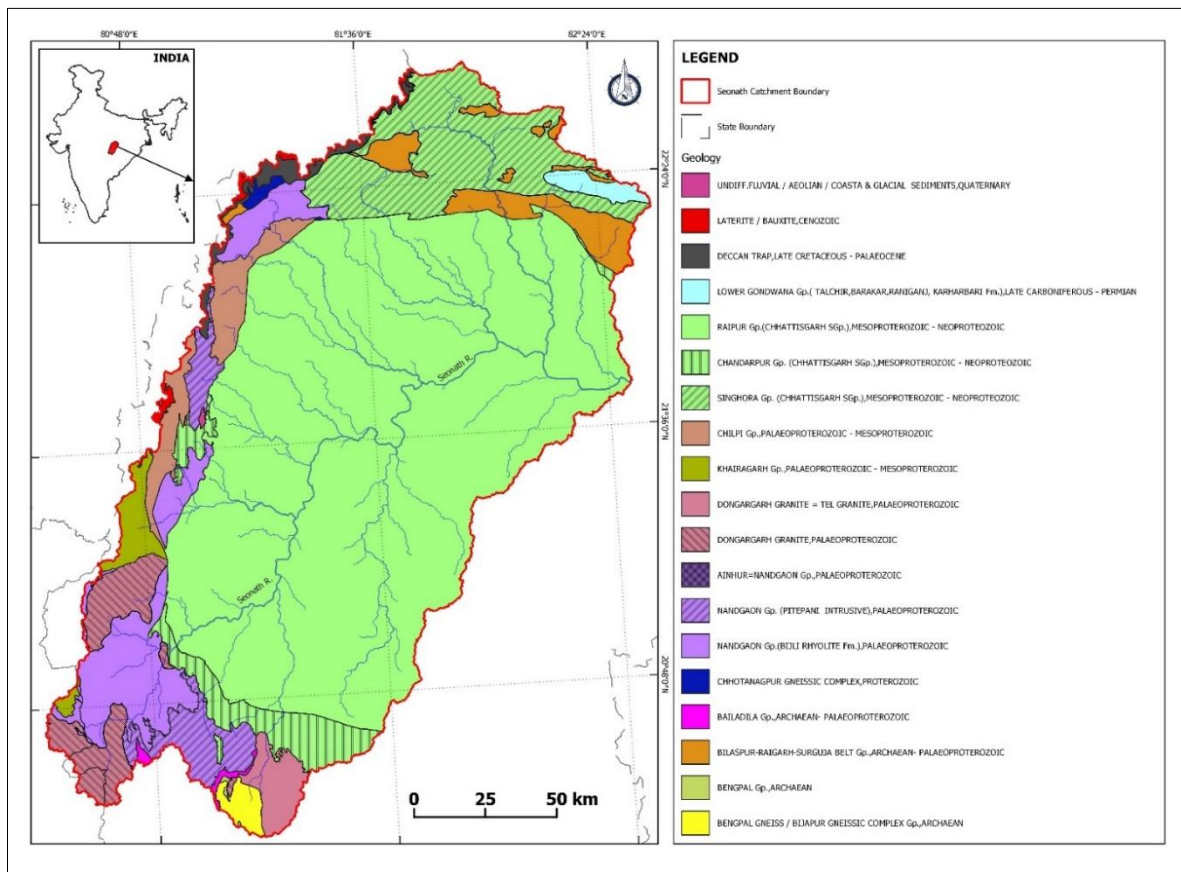 80°48'0"E
81°36'0"E
82°24'0"E
INDIA
N
22°24'0"N
21°36'0"N
20°48'0"N
Seonath R.
Seonath R.
0 25 50 km
LEGEND
Seonath Catchment Boundary
State Boundary
Geology
UNDIFF.FLUVIAL / AEOLIAN / COASTA & GLACIAL SEDIMENTS,QUATERNARY
LATERITE / BAUXITE,CENOZOIC
DECCAN TRAP,LATE CRETACEOUS - PALAEOCENE
LOWER GONDWANA Gp.( TALCHIR,BARAKAR,RANIGANJ, KARHARBARI Fm.),LATE CARBONIFEROUS - PERMIAN
RAIPUR Gp.(CHHATTISGARH SGp.),MESOPROTEROZOIC - NEOPROTEOZOIC
CHANDARPUR Gp. (CHHATTISGARH SGp.),MESOPROTEROZOIC - NEOPROTEOZOIC
SINGHORA Gp. (CHHATTISGARH SGp.),MESOPROTEROZOIC - NEOPROTEOZOIC
CHILPI Gp.,PALAEOPROTEROZOIC - MESOPROTEROZOIC
KHAIRAGARH Gp.,PALAEOPROTEROZOIC - MESOPROTEROZOIC
DONGARGARH GRANITE = TEL GRANITE,PALAEOPROTEROZOIC
DONGARGARH GRANITE,PALAEOPROTEROZOIC
AINHUR=NANDGAON Gp.,PALAEOPROTEROZOIC
NANDGAON Gp. (PITEPANI INTRUSIVE),PALAEOPROTEROZOIC
NANDGAON Gp.(BIJLI RHYOLITE Fm.),PALAEOPROTEROZOIC
CHHOTANAGPUR GNEISSIC COMPLEX,PROTEROZOIC
BAILADILA Gp.,ARCHAEAN- PALAEOPROTEROZOIC
BILASPUR-RAIGARH-SURGUJA BELT Gp.,ARCHAEAN- PALAEOPROTEROZOIC
BENGPAL Gp.,ARCHAEAN
BENGPAL GNEISS / BIJAPUR GNEISSIC COMPLEX Gp.,ARCHAEAN